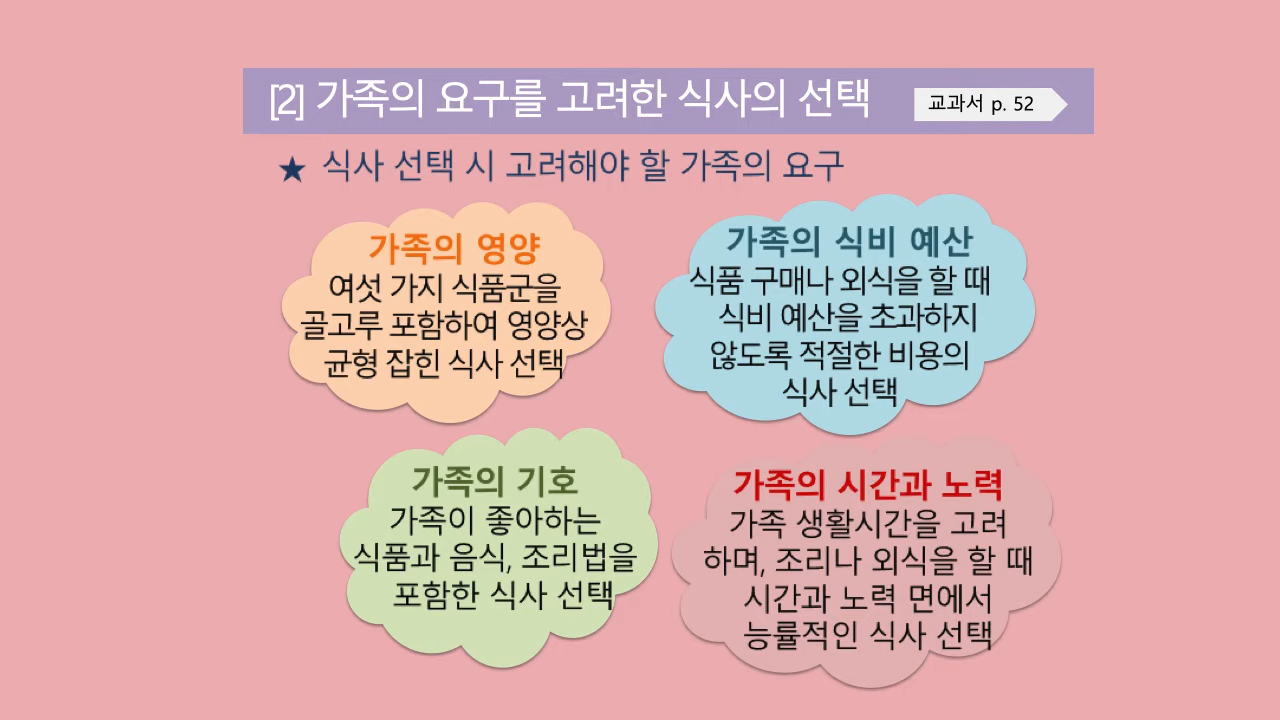 [2] 가족의 요구를 고려한 식사의 선택
교과서 p. 52
★ 식사 선택 시 고려해야 할 가족의 요구
가족의 영양
여섯 가지 식품군을
골고루 포함하여 영양상
균형 잡힌 식사 선택
가족의 식비 예산
식품 구매나 외식을 할 때
식비 예산을 초과하지
않도록 적절한 비용의
식사 선택
가족의 기호
가족이 좋아하는
식품과 음식, 조리법을
포함한 식사 선택
가족의 시간과 노력
가족 생활시간을 고려
하며, 조리나 외식을 할 때
시간과 노력 면에서
능률적인 식사 선택